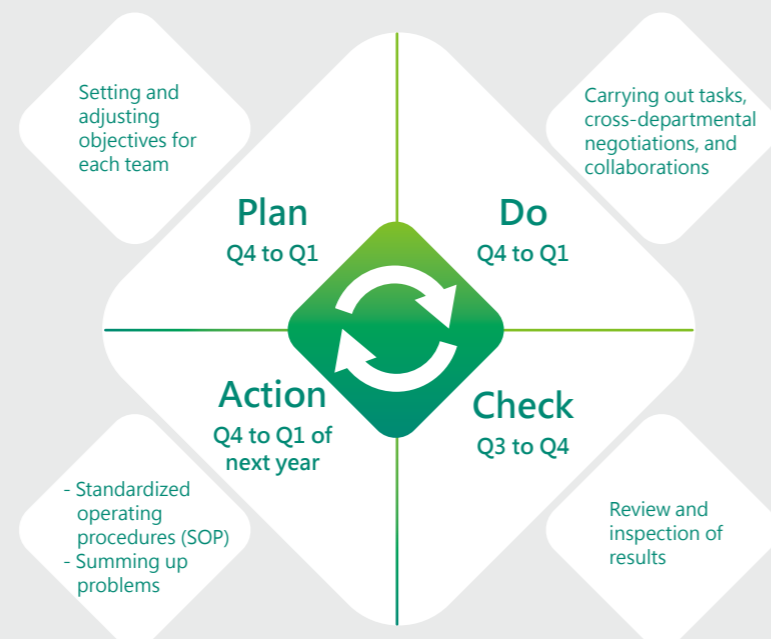 Setting and
adjusting
objectives for
each team
Plan
Q4 to Q1
Carrying out tasks,
cross-departmental
negotiations, and
collaborations
Do
Q4 to Q1
Action
Q4 to Q1 of
next year
- Standardized
operating
procedures (SOP)
- Summing up
problems
Check
Q3 to Q4
Review and
inspection of
results